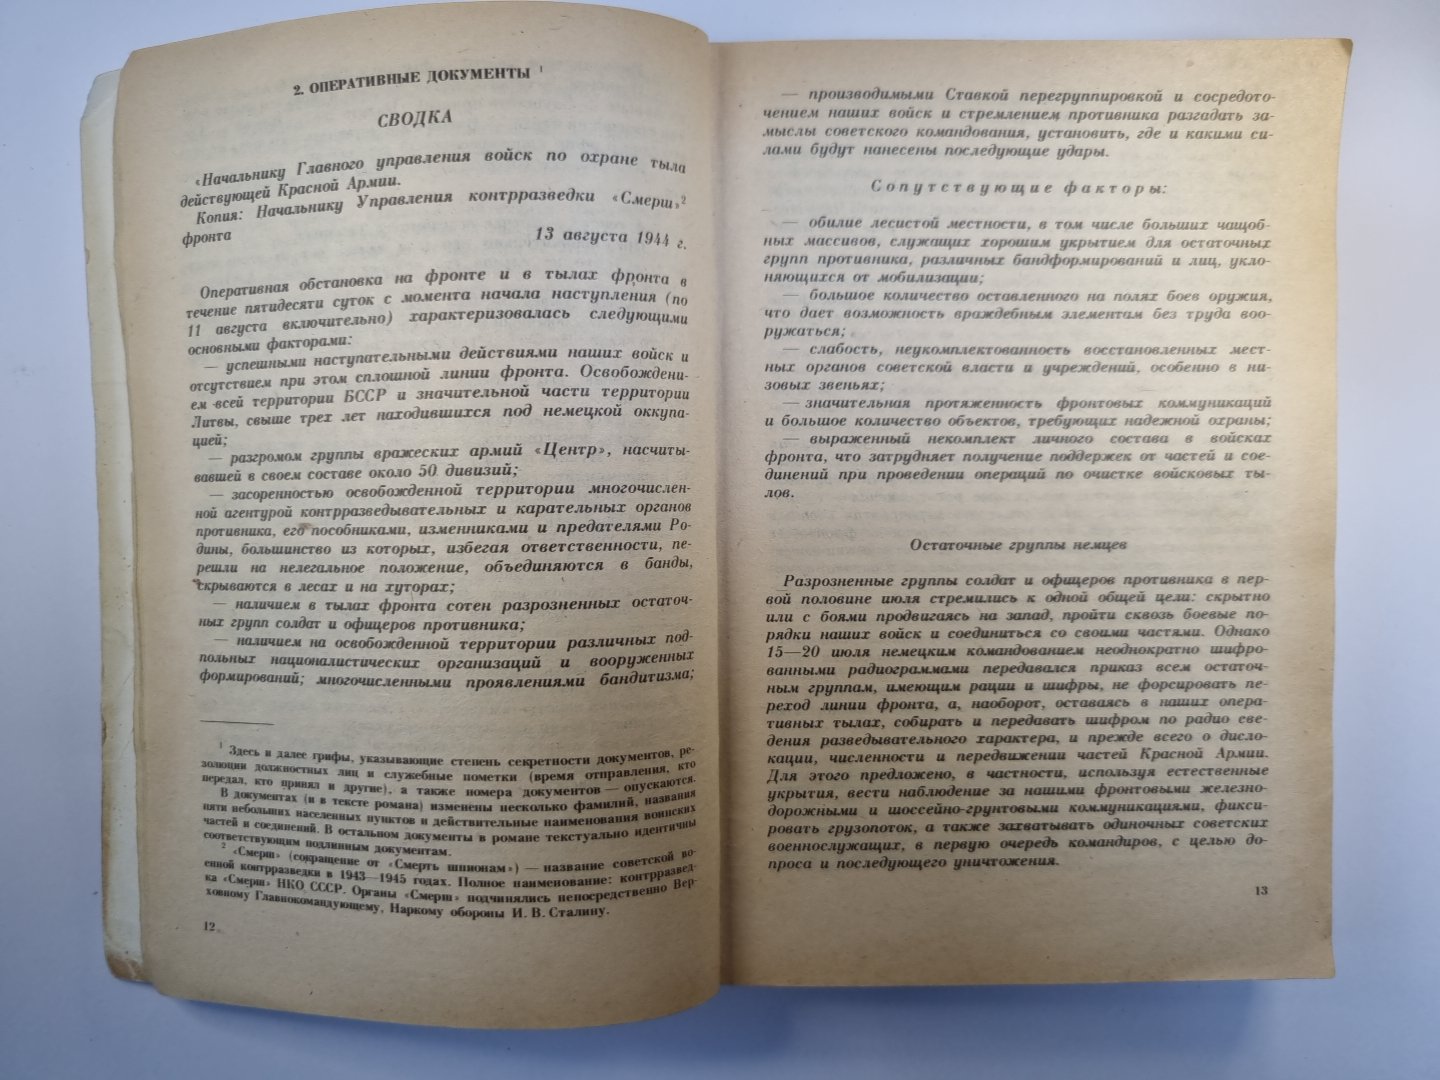 2. ОПЕРАТИВНЫЕ ДОКУМЕНТЫ 1
СВОДКА
«Начальнику Главного управления войск по охране тыла
действующей Красной Армии.
Копия: Начальнику Управления контрразведки «Смерш»2
фронта
13 августа 1944 г.
Оперативная обстановка на фронте и в тылах фронта в
течение пятидесяти суток с момента начала наступления (по
11 августа включительно) характеризовалась следующими
основными факторами:
— успешными наступательными действиями наших войск и
отсутствием при этом сплошной линии фронта. Освобождени-
ем всей территории БССР и значительной части территории
Литвы, свыше трех лет находившихся под немецкой оккупа-
цией;
— разгромом группы вражеских армий «Центр», насчиты-
вавшей в своем составе около 50 дивизий;
— засоренностью освобожденной территории многочислен-
ной агентурой контрразведывательных и карательных органов
противника, его пособниками, изменниками и предателями Ро-
дины, большинство из которых, избегая ответственности, пе-
решли на нелегальное положение, объединяются в банды,
скрываются в лесах и на хуторах;
— наличием в тылах фронта сотен разрозненных остаточ-
ных групп солдат и офицеров противника;
— наличием на освобожденной территории различных под-
польных националистических организаций и вооруженных
формирований; многочисленными проявлениями бандитизма;
1 Здесь и далее грифы, указывающие степень секретности документов, ре-
золюции должностных лиц и служебные пометки (время отправления, кто
передал, кто принял и другие), а также номера документов — опускаются.
В документах (и в тексте романа) изменены несколько фамилий, названия
пяти небольших населенных пунктов и действительные наименования воинских
частей и соединений. В остальном документы в романе текстуально идентичны
соответствующим подлинным документам.
2 «Смерш» (сокращение от «Смерть шпионам») — название советской во-
енной контрразведки в 1943—1945 годах. Полное наименование: контрразвед-
ка «Смерш» НКО СССР. Органы «Смерш» подчинялись непосредственно Вер-
ховному Главнокомандующему, Наркому обороны И. В. Сталину.
12
— производимыми Ставкой перегруппировкой и сосредото-
чением наших войск и стремлением противника разгадать за-
мыслы советского командования, установить, где и какими си-
лами будут нанесены последующие удары.
Сопутствующие факторы:
— обилие лесистой местности, в том числе больших чащоб-
ных массивов, служащих хорошим укрытием для остаточных
групп противника, различных бандформирований и лиц, укло-
няющихся от мобилизации;
— большое количество оставленного на полях боев оружия,
что дает возможность враждебным элементам без труда воо-
ружаться;
— слабость, неукомплектованность восстановленных мест-
ных органов советской власти и учреждений, особенно в ни-
зовых звеньях;
— значительная протяженность фронтовых коммуникаций
и большое количество объектов, требующих надежной охраны;
— выраженный некомплект личного состава в войсках
фронта, что затрудняет получение поддержек от частей и сое-
динений при проведении операций по очистке войсковых ты-
лов.
Остаточные группы немцев
Разрозненные группы солдат и офицеров противника в пер-
вой половине июля стремились к одной общей цели: скрытно
или с боями продвигаясь на запад, пройти сквозь боевые по-
рядки наших войск и соединиться со своими частями. Однако
15—20 июля немецким командованием неоднократно шифро-
ванными радиограммами передавался приказ всем остаточ-
ным группам, имеющим рации и шифры, не форсировать пе-
реход линии фронта, а, наоборот, оставаясь в наших опера-
тивных тылах, собирать и передавать шифром по радио све-
дения разведывательного характера, и прежде всего о дисло-
кации, численности и передвижении частей Красной Армии.
Для этого предложено, в частности, используя естественные
укрытия, вести наблюдение за нашими фронтовыми железно-
дорожными и шоссейно-грунтовыми коммуникациями, фикси-
ровать грузопоток, а также захватывать одиночных советских
военнослужащих, в первую очередь командиров, с целью до-
проса и последующего уничтожения.
13